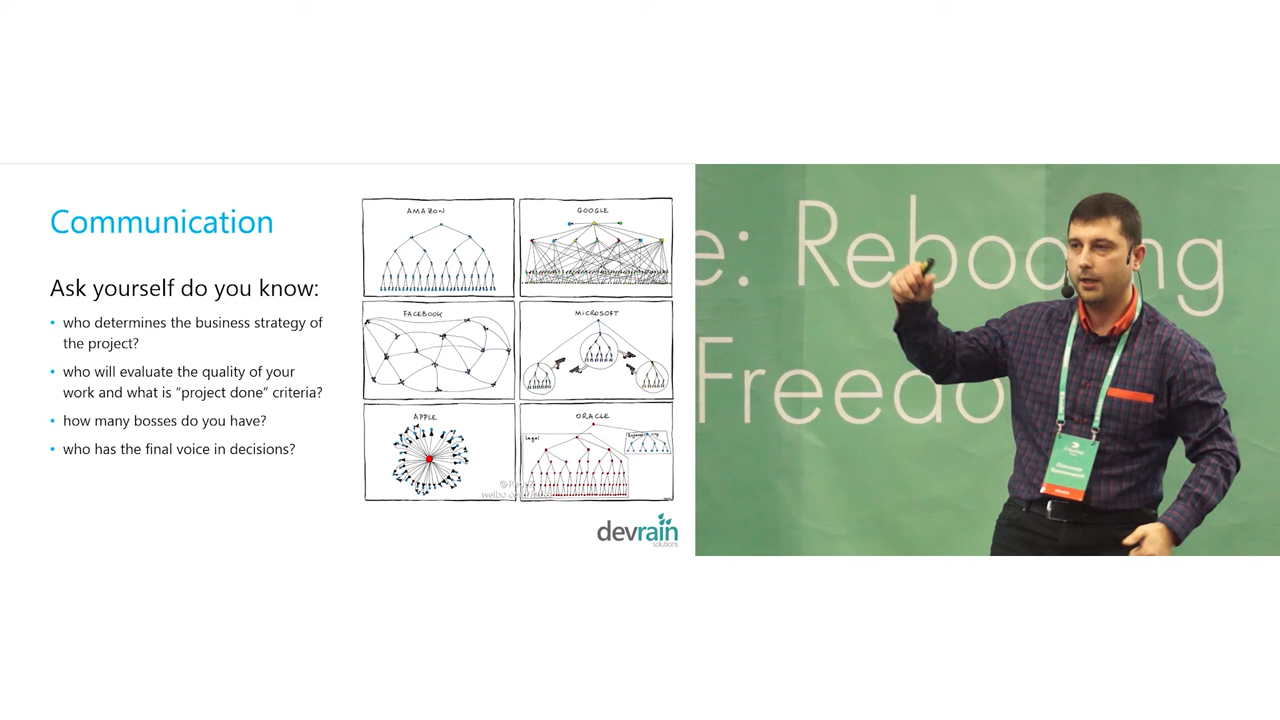 Communication
Ask yourself do you know:
• who determines the business strategy of
the project?
• who will evaluate the quality of your
work and what is “project done” criteria?
• how many bosses do you have?
• who has the final voice in decisions?
AMAZON
GOOGLE
FACEBOOK
MICROSOFT
APPLE
ORACLE
Legal
devrain
solutions
e: Rebooting
Freedo